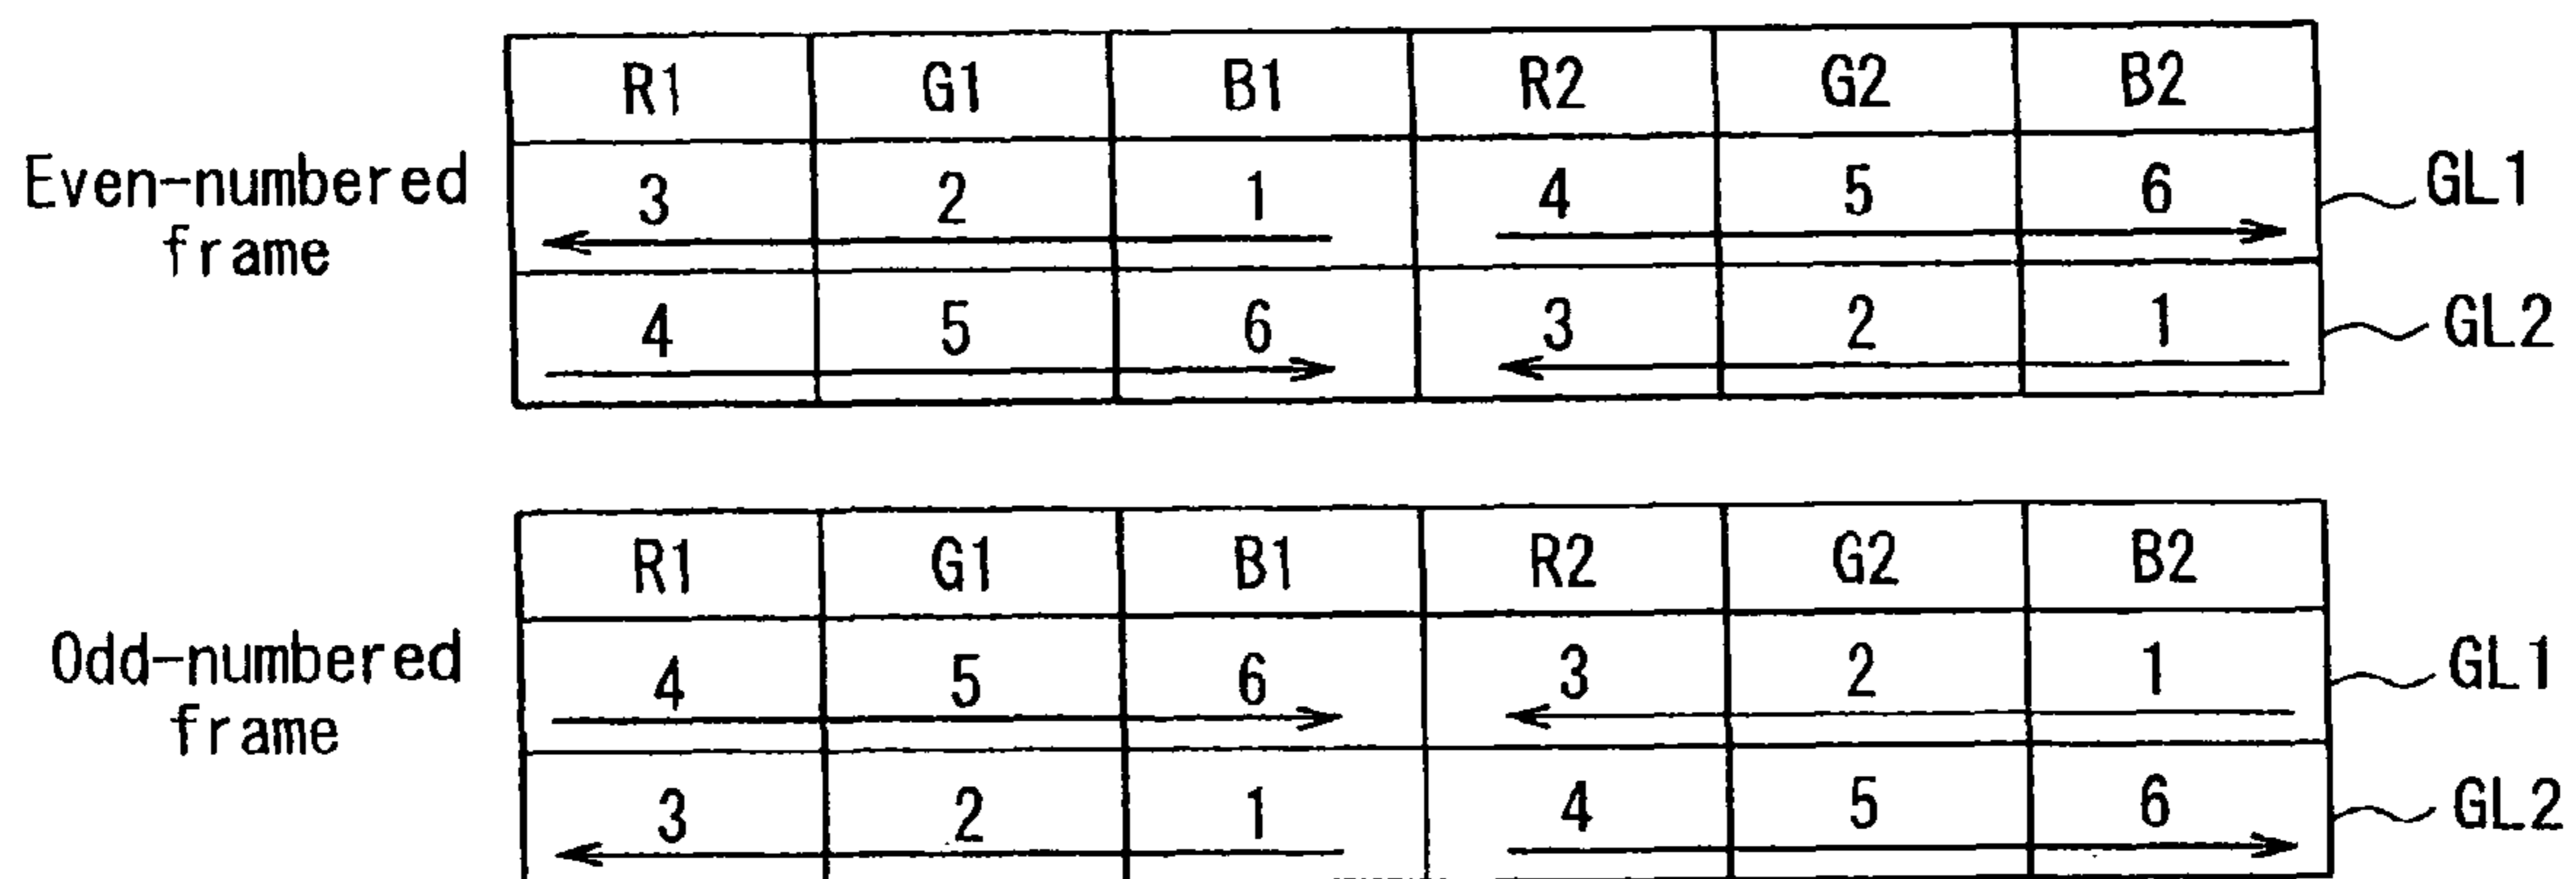 R1 G1 B1 R2 G2 B2
Even-numbered frame
3 2 1 4 5 6 GL1
4 5 6 3 2 1 GL2
R1 G1 B1 R2 G2 B2
Odd-numbered frame
4 5 6 3 2 1 GL1
3 2 1 4 5 6 GL2